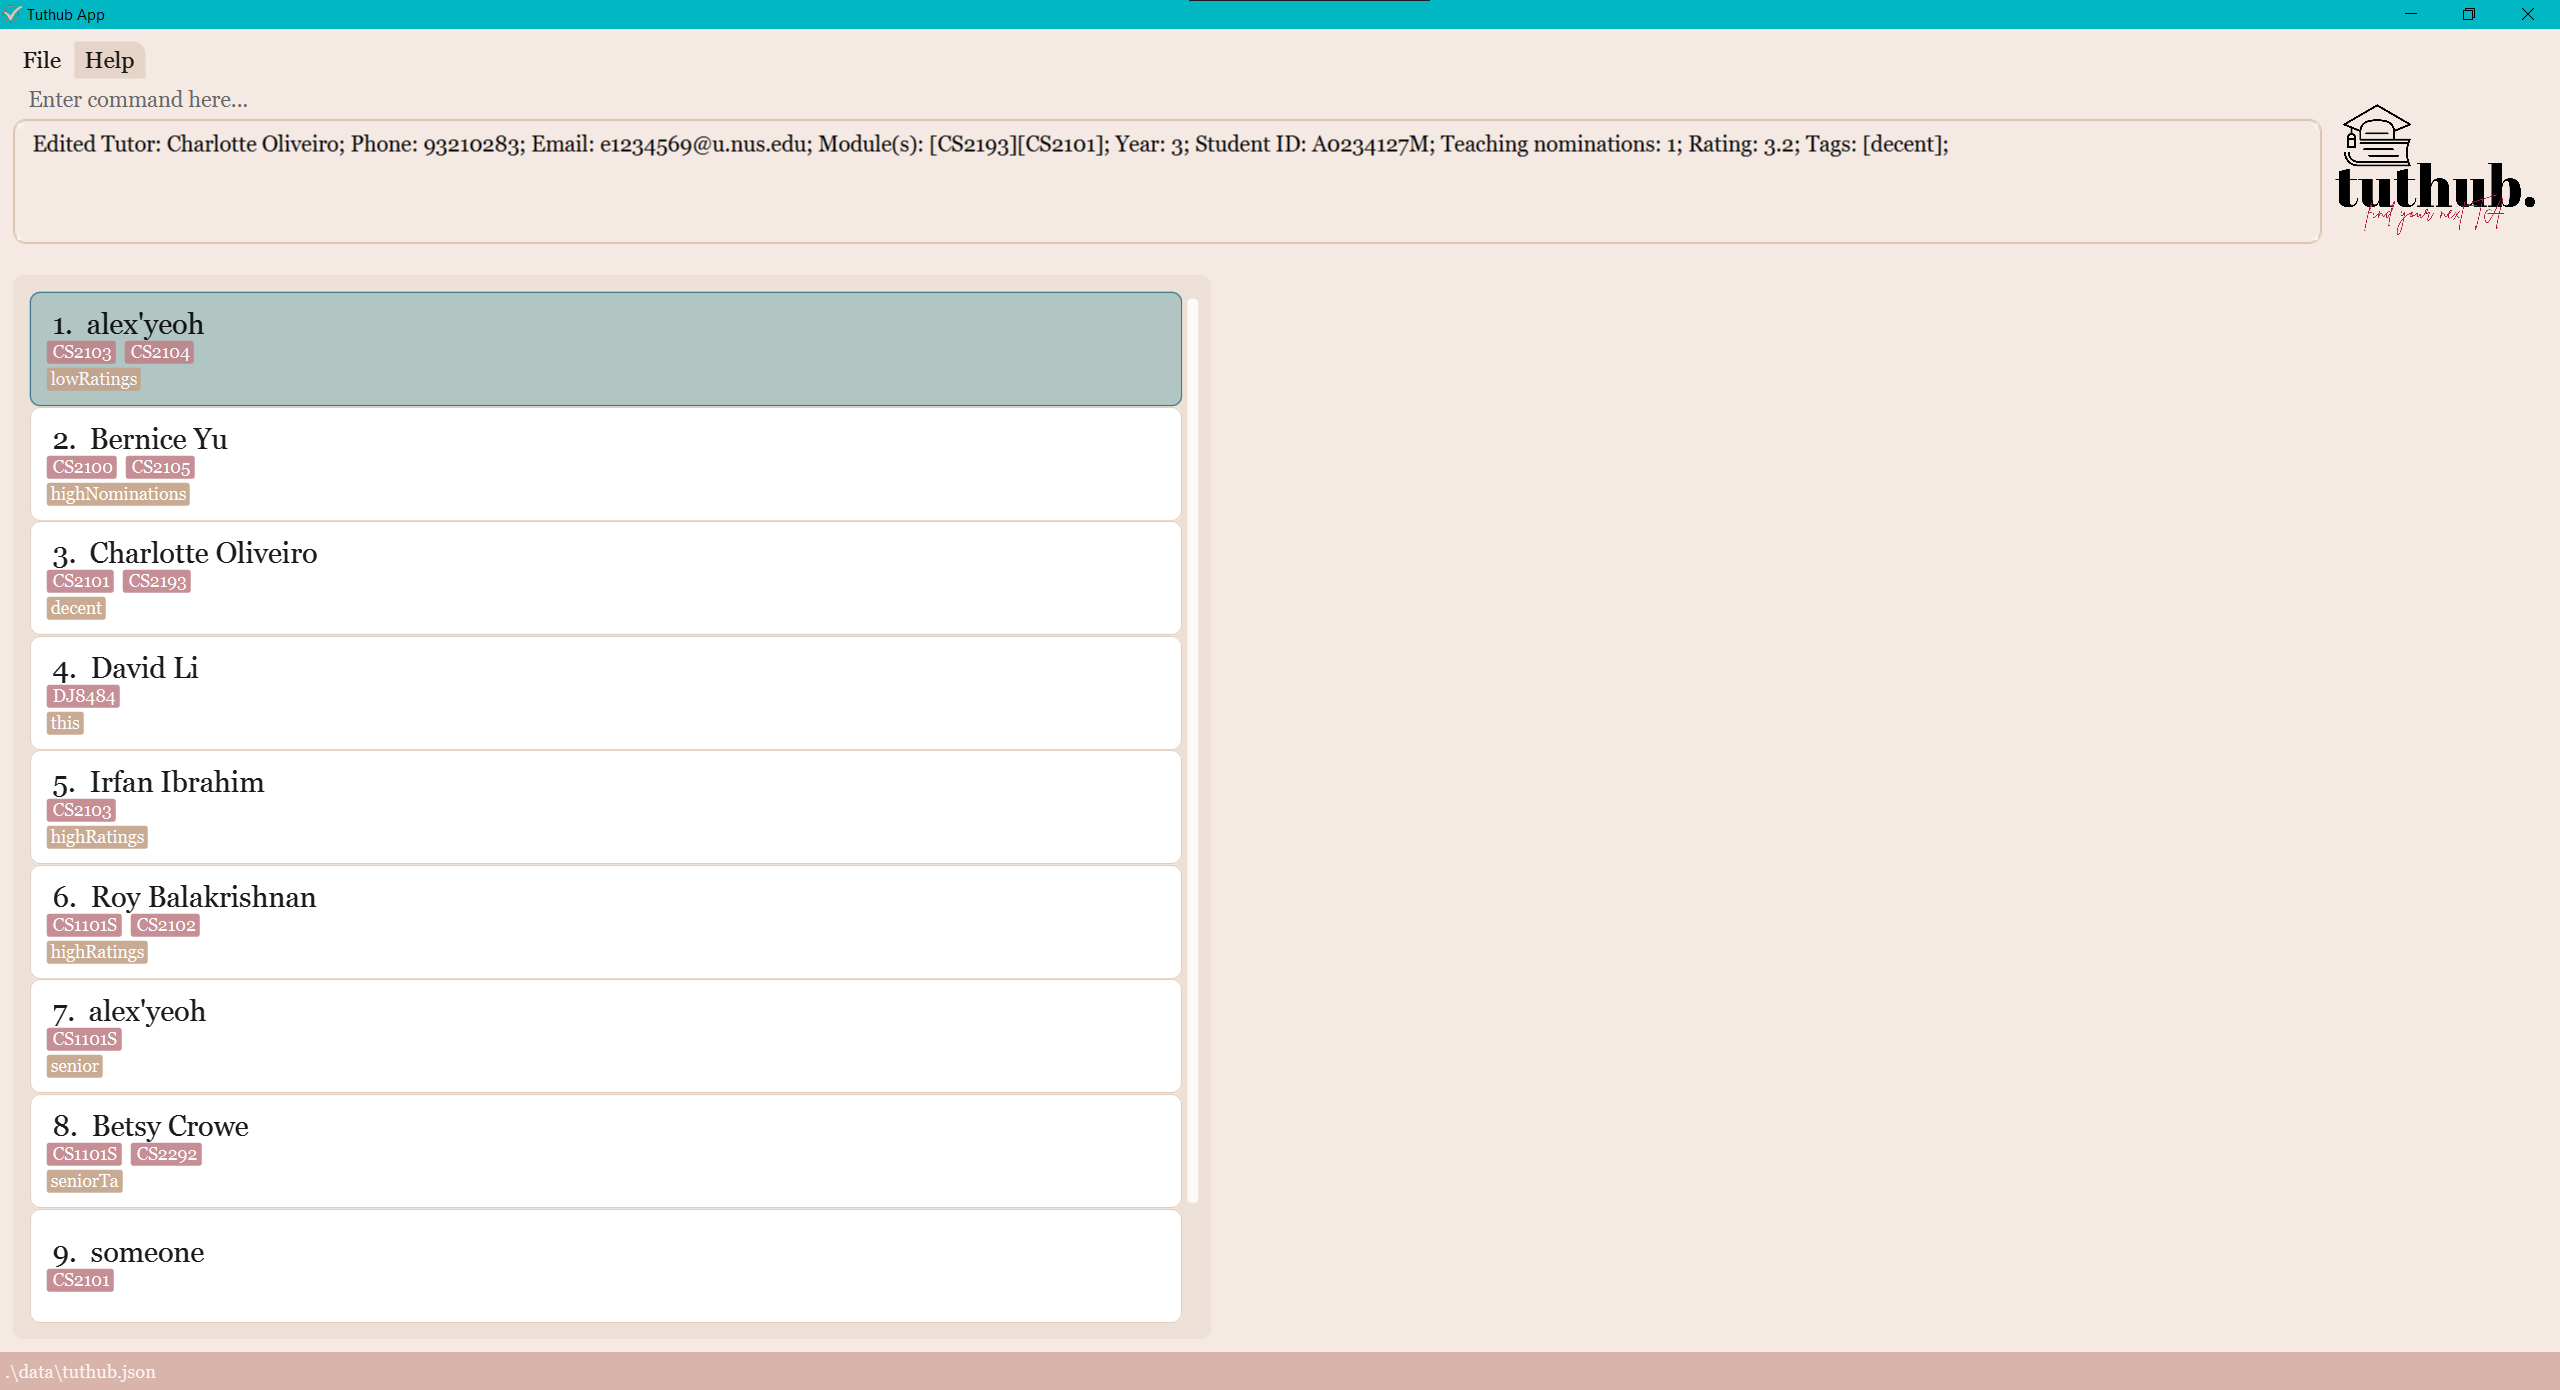 Tuthub App
File Help
Enter command here...
Edited Tutor: Charlotte Oliveiro; Phone: 93210283; Email: e1234569@u.nus.edu; Module(s): [CS2193][CS2101]; Year: 3; Student ID: A0234127M; Teaching nominations: 1; Rating: 3.2; Tags: [decent];
tuthub.
find your next TA
1. alex'yeoh
CS2103 CS2104
lowRatings
2. Bernice Yu
CS2100 CS2105
highNominations
3. Charlotte Oliveiro
CS2101 CS2193
decent
4. David Li
DJ8484
this
5. Irfan Ibrahim
CS2103
highRatings
6. Roy Balakrishnan
CS1101S CS2102
highRatings
7. alex'yeoh
CS1101S
senior
8. Betsy Crowe
CS1101S CS2292
seniorTa
9. someone
CS2101
.\data\tuthub.json